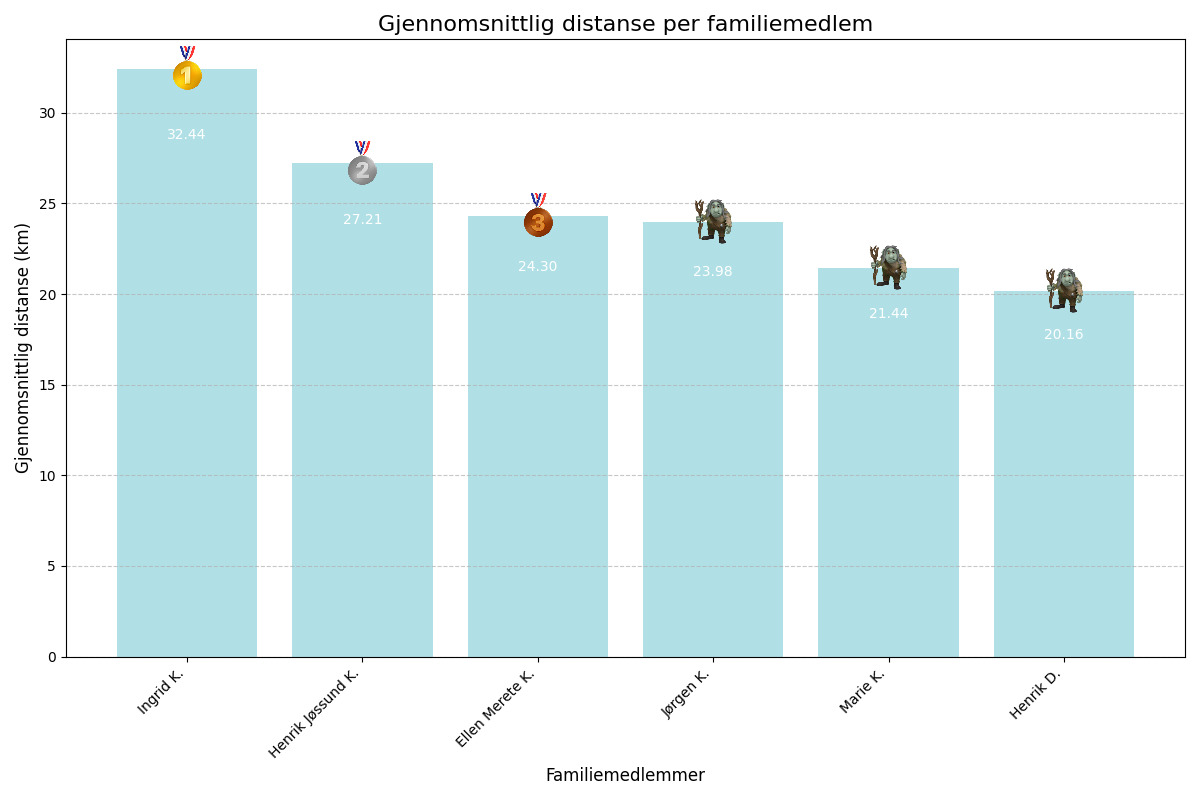 Gjennomsnittlig distanse per familiemedlem
Gjennomsnittlig distanse (km)
30
25
20
15
10
5
0
1
2
3
32.44
27.21
24.30
23.98
21.44
20.16
Ingrid K.
Henrik Jøssund K.
Ellen Merete K.
Jørgen K.
Marie K.
Henrik D.
Familiemedlemmer